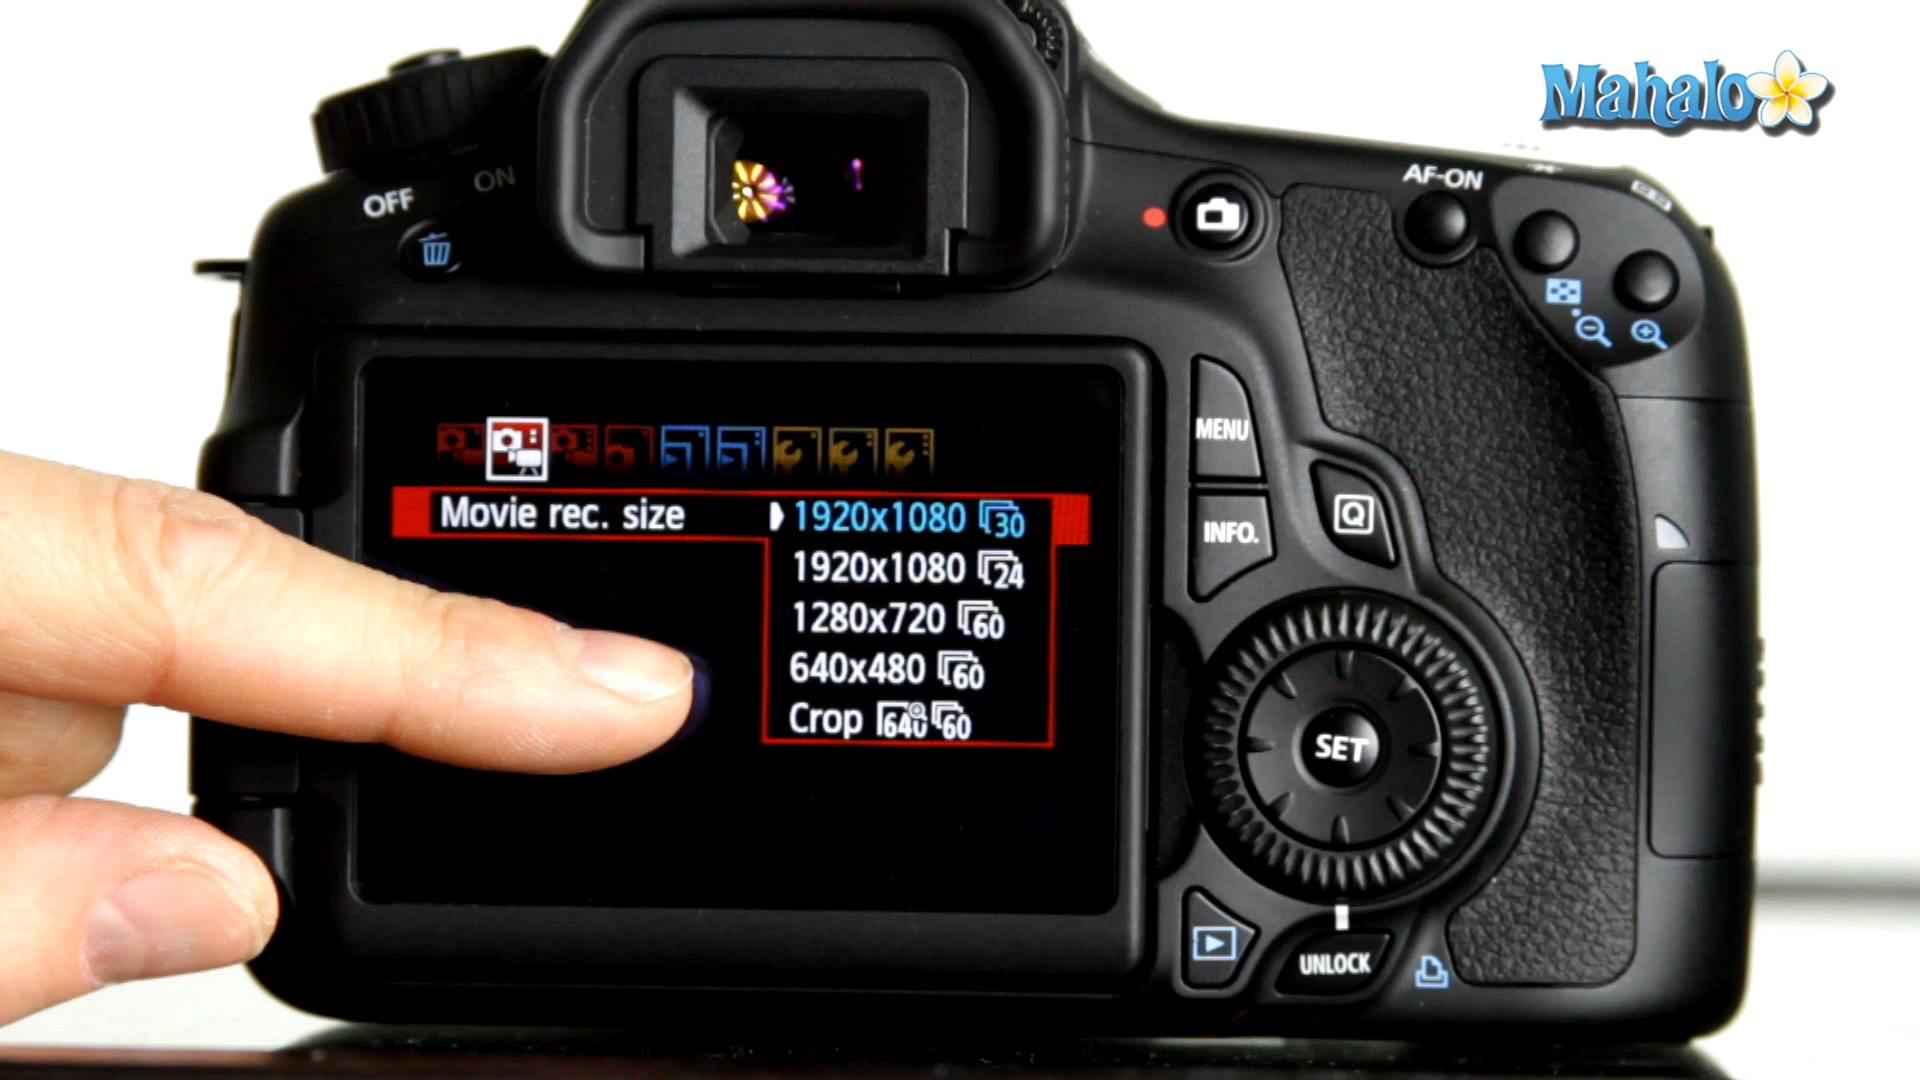 Mahalo
AF-ON
ON
OFF
MENU
Movie rec. size 1920x1080 30
1920x1080 24
1280x720 60
640x480 60
Crop 640 60
Q
INFO.
SET
UNLOCK